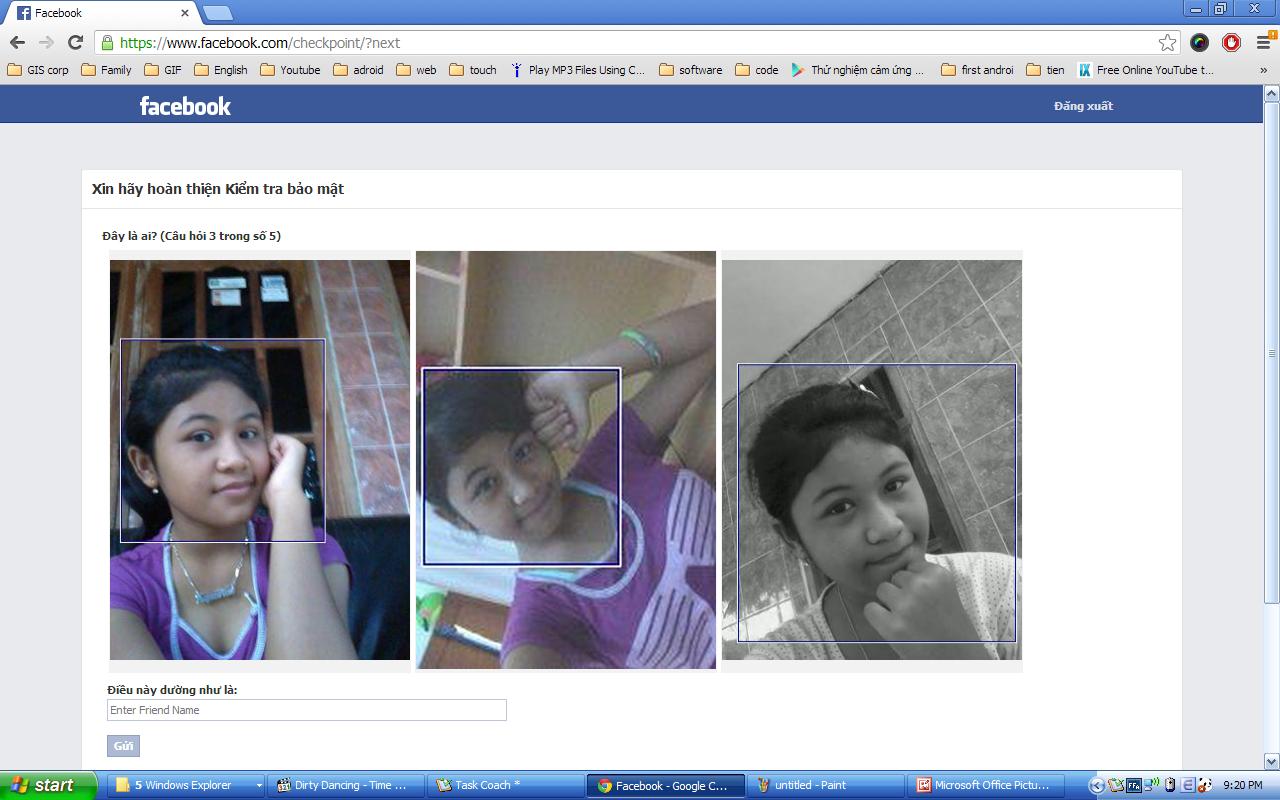 Facebook
https://www.facebook.com/checkpoint/?next
GIS corp Family GIF English Youtube adroid web touch Play MP3 Files Using C... software code Thử nghiệm cảm ứng ... first androi tien Free Online YouTube t... »
facebook Đăng xuất
Xin hãy hoàn thiện Kiểm tra bảo mật
Đây là ai? (Câu hỏi 3 trong số 5)
Điều này dường như là:
Enter Friend Name
Gửi
start 5 Windows Explorer Dirty Dancing - Time ... Task Coach * Facebook - Google C... untitled - Paint Microsoft Office Pictu... 9:20 PM